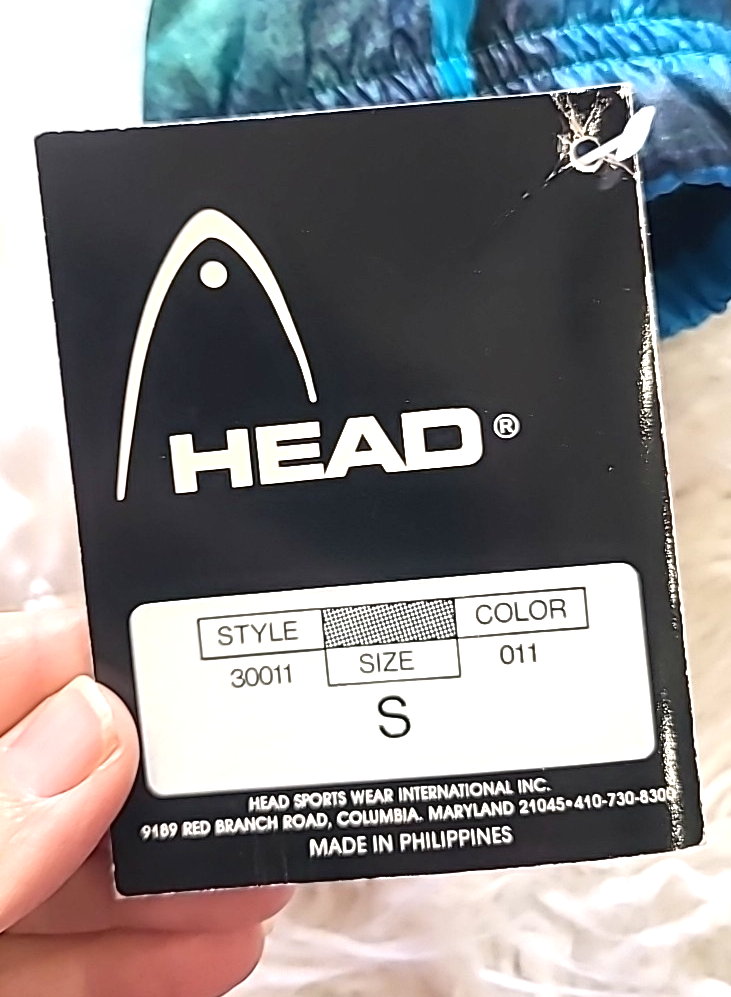 HEAD®
STYLE COLOR
30011 SIZE 011
S
HEAD SPORTS WEAR INTERNATIONAL INC.
9189 RED BRANCH ROAD, COLUMBIA. MARYLAND 21045•410-730-8300
MADE IN PHILIPPINES